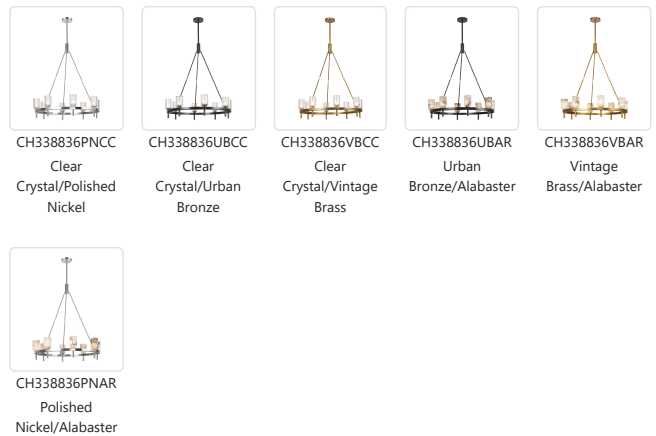 CH338836PNCC
Clear
Crystal/Polished
Nickel
CH338836UBCC
Clear
Crystal/Urban
Bronze
CH338836VBCC
Clear
Crystal/Vintage
Brass
CH338836UBAR
Urban
Bronze/Alabaster
CH338836VBAR
Vintage
Brass/Alabaster
CH338836PNAR
Polished
Nickel/Alabaster